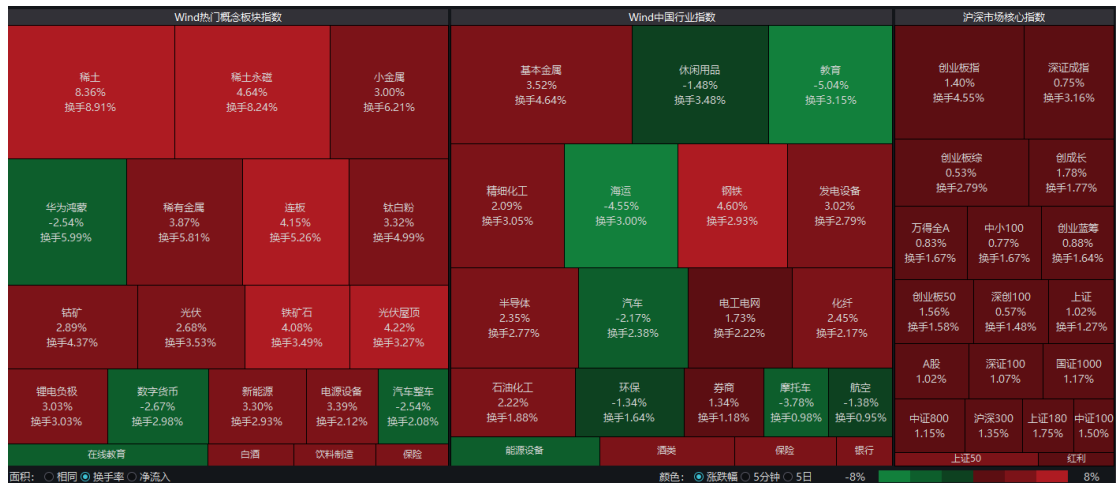 Wind热门概念板块指数
稀土
8.36%
换手8.91%
稀土永磁
4.64%
换手8.24%
小金属
3.00%
换手6.21%
华为鸿蒙
-2.54%
换手5.99%
稀有金属
3.87%
换手5.81%
连板
4.15%
换手5.26%
钛白粉
3.32%
换手4.99%
钴矿
2.89%
换手4.37%
光伏
2.68%
换手3.53%
铁矿石
4.08%
换手3.49%
光伏屋顶
4.22%
换手3.27%
锂电负极
3.03%
换手3.03%
数字货币
-2.67%
换手2.98%
新能源
3.30%
换手2.93%
电源设备
3.39%
换手2.12%
汽车整车
-2.54%
换手2.08%
在线教育
白酒
饮料制造
保险
Wind中国行业指数
基本金属
3.52%
换手4.64%
休闲用品
-1.48%
换手3.48%
教育
-5.04%
换手3.15%
精细化工
2.09%
换手3.05%
海运
-4.55%
换手3.00%
钢铁
4.60%
换手2.93%
发电设备
3.02%
换手2.79%
半导体
2.35%
换手2.77%
汽车
-2.17%
换手2.38%
电工电网
1.73%
换手2.22%
化纤
2.45%
换手2.17%
石油化工
2.22%
换手1.88%
环保
-1.34%
换手1.64%
券商
1.34%
换手1.18%
摩托车
-3.78%
换手0.98%
航空
-1.38%
换手0.95%
能源设备
酒类
保险
银行
沪深市场核心指数
创业板指
1.40%
换手4.55%
深证成指
0.75%
换手3.16%
创业板综
0.53%
换手2.79%
创成长
1.78%
换手1.77%
万得全A
0.83%
换手1.67%
中小100
0.77%
换手1.67%
创业蓝筹
0.88%
换手1.64%
创业板50
1.56%
换手1.58%
深创100
0.57%
换手1.48%
上证
1.02%
换手1.27%
A股
1.02%
深证100
1.07%
国证1000
1.17%
中证800
1.15%
沪深300
1.35%
上证180
1.75%
中证100
1.50%
上证50
红利
面积： 相同 换手率 净流入
颜色： 涨跌幅 5分钟 5日 -8% 8%